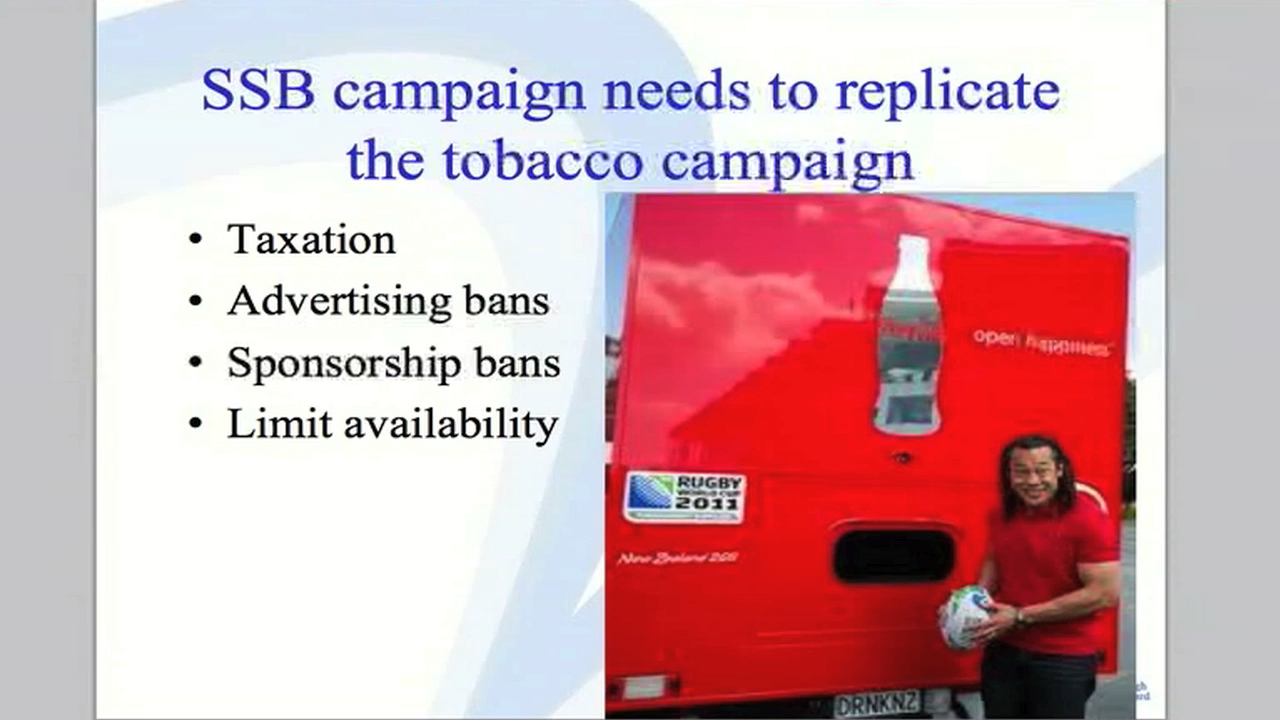 SSB campaign needs to replicate
the tobacco campaign
• Taxation
• Advertising bans
• Sponsorship bans
• Limit availability
open happiness
RUGBY
WORLD CUP
2011
New Zealand 2011
DRNKNZ